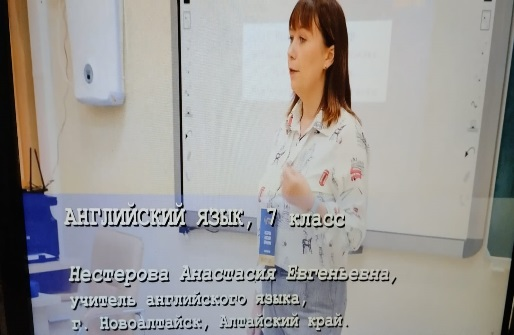 АНГЛИЙСКИЙ ЯЗЫК, 7 класс
Нестерова Анастасия Евгеньевна,
учитель английского языка,
г. Новоалтайск, Алтайский край.